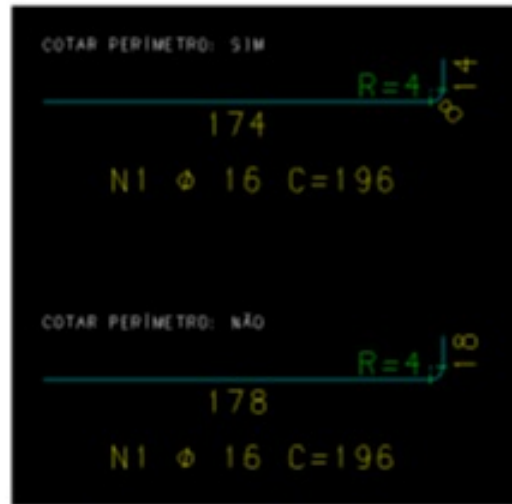 COTAR PERÍMETRO: SIM
R=4
14
8
174
N1 Φ 16 C=196
COTAR PERÍMETRO: NÃO
R=4
18
178
N1 Φ 16 C=196